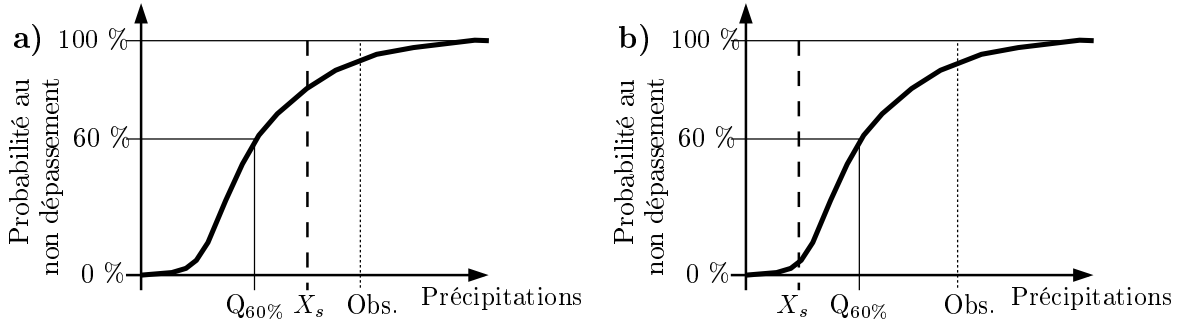 a)
100 %
60 %
0 %
Probabilité au
non dépassement
Q60%
Xs
Obs.
Précipitations
b)
100 %
60 %
0 %
Probabilité au
non dépassement
Xs
Q60%
Obs.
Précipitations